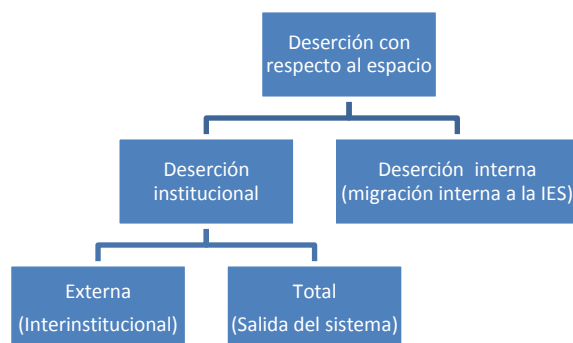 Deserción con
respecto al espacio
Deserción
institucional
Deserción interna
(migración interna a la IES)
Externa
(Interinstitucional)
Total
(Salida del sistema)